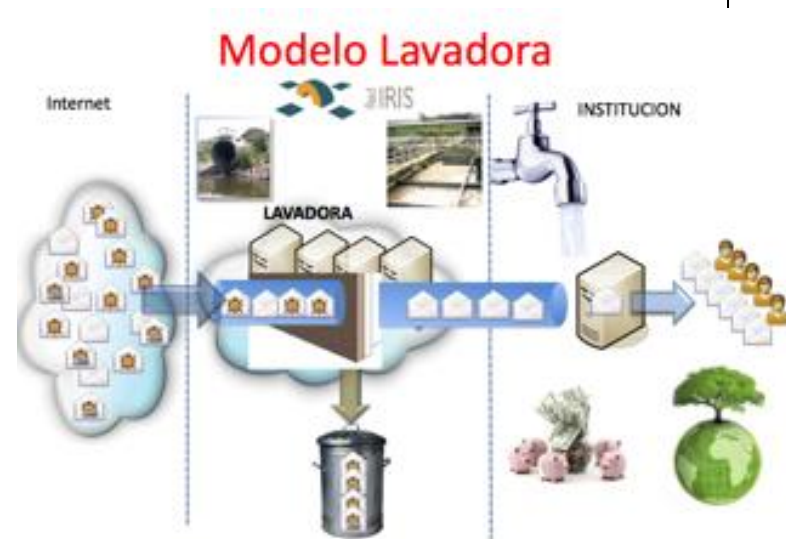 Modelo Lavadora
Internet
IRIS
INSTITUCION
LAVADORA